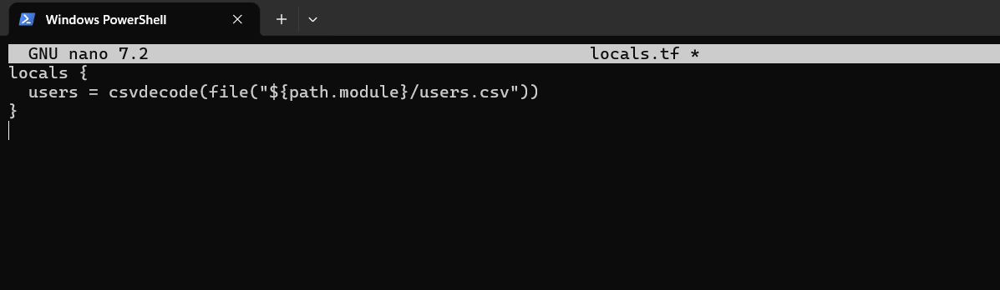 Windows PowerShell
GNU nano 7.2 locals.tf *
locals {
  users = csvdecode(file("${path.module}/users.csv"))
}